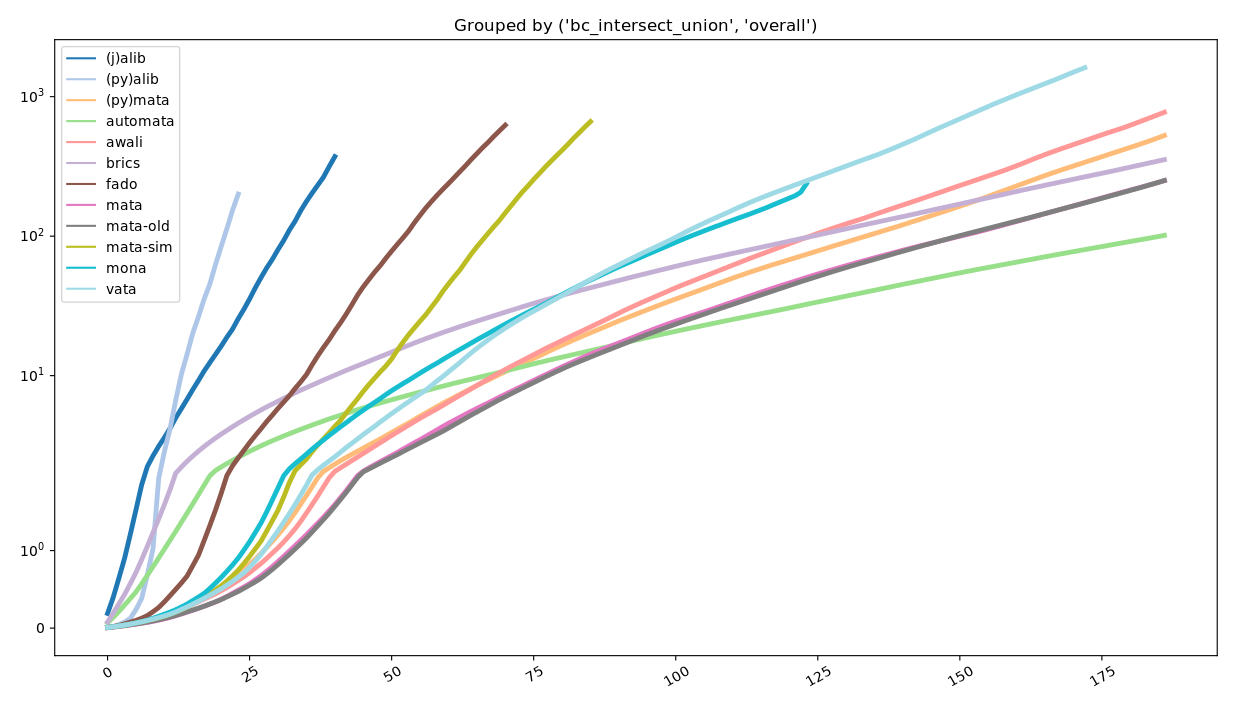 Grouped by ('bc_intersect_union', 'overall')
(j)alib
(py)alib
(py)mata
automata
awali
brics
fado
mata
mata-old
mata-sim
mona
vata
10³
10²
10¹
10⁰
0
0 25 50 75 100 125 150 175